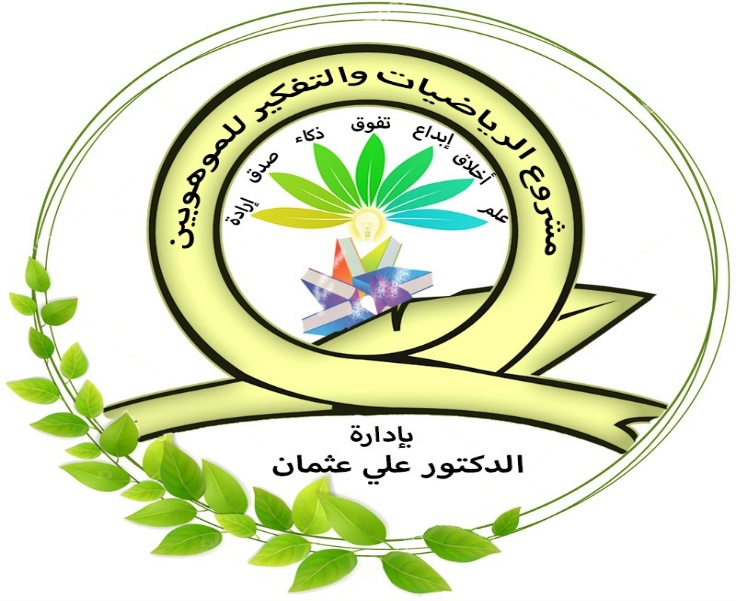 مشروع الرياضيات والتفكير للموهوبين
علم
أخلاق
إبداع
تفوق
ذكاء
صدق
إرادة
بإدارة
الدكتور علي عثمان